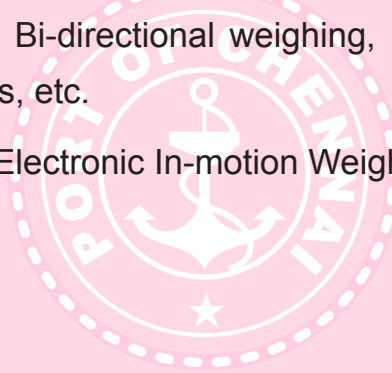 Bi-directional weighing,
s, etc.
Electronic In-motion Weigh
PORT OF CHENNAI